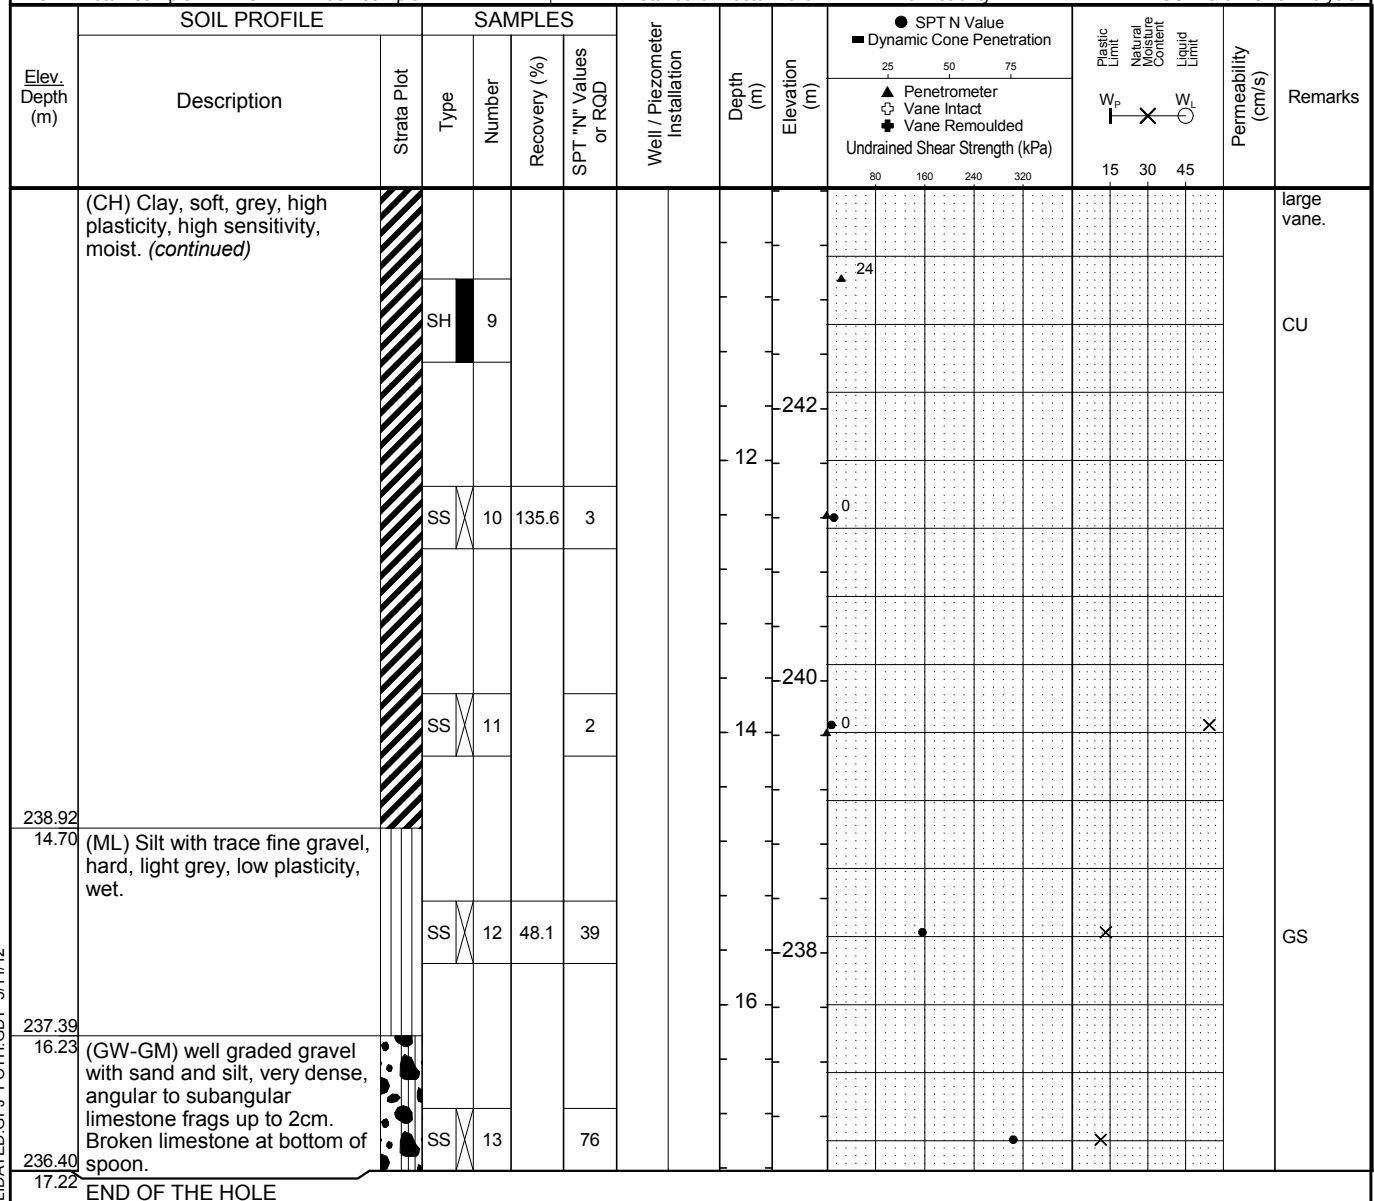 SOIL PROFILE
SAMPLES
Elev.
Depth
(m)
Description
Strata Plot
Type
Number
Recovery (%)
SPT "N" Values
or RQD
Well / Piezometer
Installation
Depth
(m)
Elevation
(m)
SPT N Value
Dynamic Cone Penetration
25 50 75
Penetrometer
Vane Intact
Vane Remoulded
Undrained Shear Strength (kPa)
80 160 240 320
Plastic
Limit
Natural
Moisture
Content
Liquid
Limit
WP WL
15 30 45
Permeability
(cm/s)
Remarks
(CH) Clay, soft, grey, high
plasticity, high sensitivity,
moist. (continued)
large
vane.
24
SH 9
CU
242
12
SS 10 135.6 3
0
240
SS 11 2
14
0
238.92
14.70
(ML) Silt with trace fine gravel,
hard, light grey, low plasticity,
wet.
SS 12 48.1 39
238
GS
16
237.39
16.23
(GW-GM) well graded gravel
with sand and silt, very dense,
angular to subangular
limestone frags up to 2cm.
Broken limestone at bottom of
spoon.
SS 13 76
236.40
17.22
END OF THE HOLE